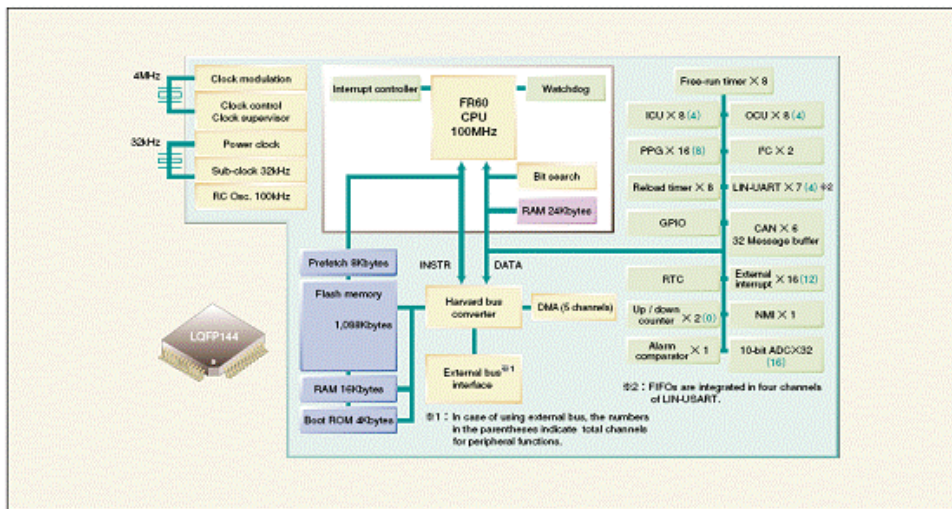 4MHz
Clock modulation
Clock control
Clock supervisor
32kHz
Power clock
Sub-clock 32kHz
RC Osc. 100kHz
Interrupt controller
FR60
CPU
100MHz
Watchdog
Bit search
RAM 24Kbytes
Free-run timer × 8
ICU × 8 (4)
OCU × 8 (4)
PPG × 16 (8)
I²C × 2
Reload timer × 8
LIN-UART × 7 (4) ※2
GPIO
CAN × 6
32 Message buffer
RTC
External
interrupt × 16 (12)
Up / down
counter × 2 (0)
NMI × 1
Alarm
comparator × 1
10-bit ADC×32
(16)
Prefetch 8Kbytes
INSTR
DATA
Flash memory
1,088Kbytes
Harvard bus
converter
DMA (5 channels)
RAM 16Kbytes
External bus※1
interface
Boot ROM 4Kbytes
LQFP144
※1 : In case of using external bus, the numbers
in the parentheses indicate total channels
for peripheral functions.
※2 : FIFOs are integrated in four channels
of LIN-USART.